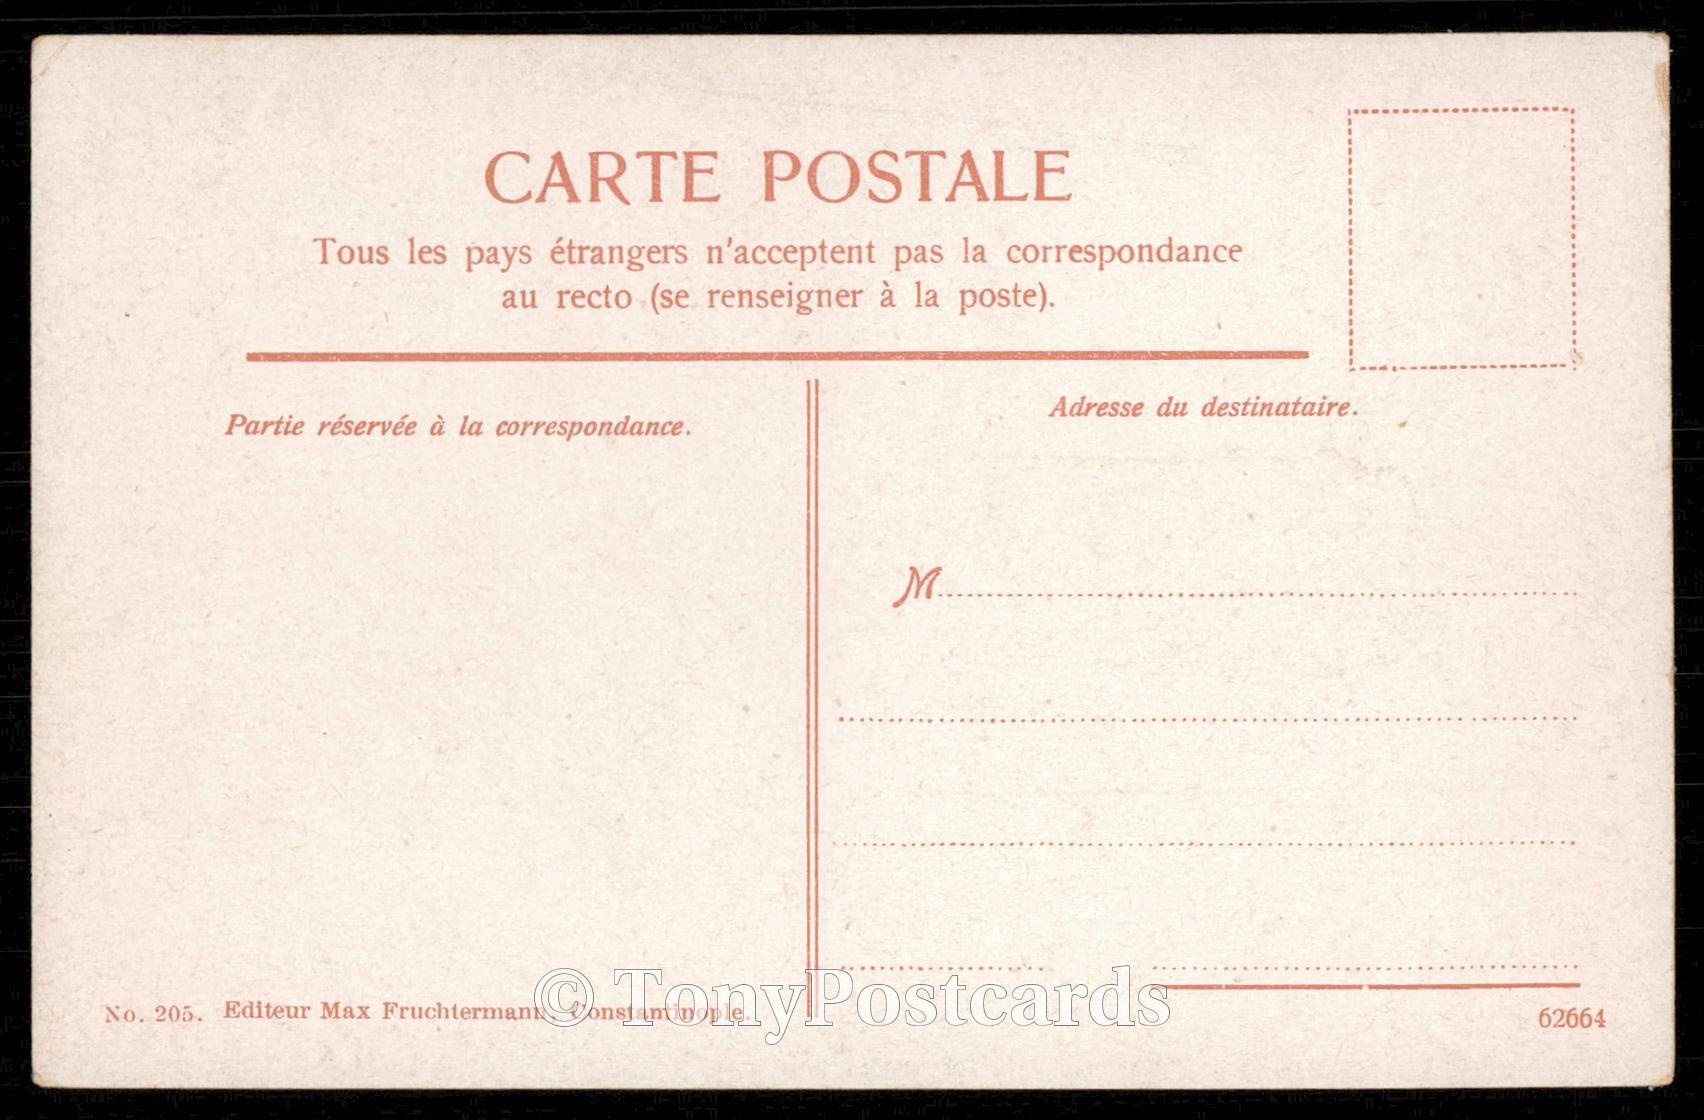 CARTE POSTALE
Tous les pays étrangers n'acceptent pas la correspondance
au recto (se renseigner à la poste).
Partie réservée à la correspondance.
Adresse du destinataire.
M
No. 205. Editeur Max Fruchtermann, Constantinople.
© TonyPostcards
62664